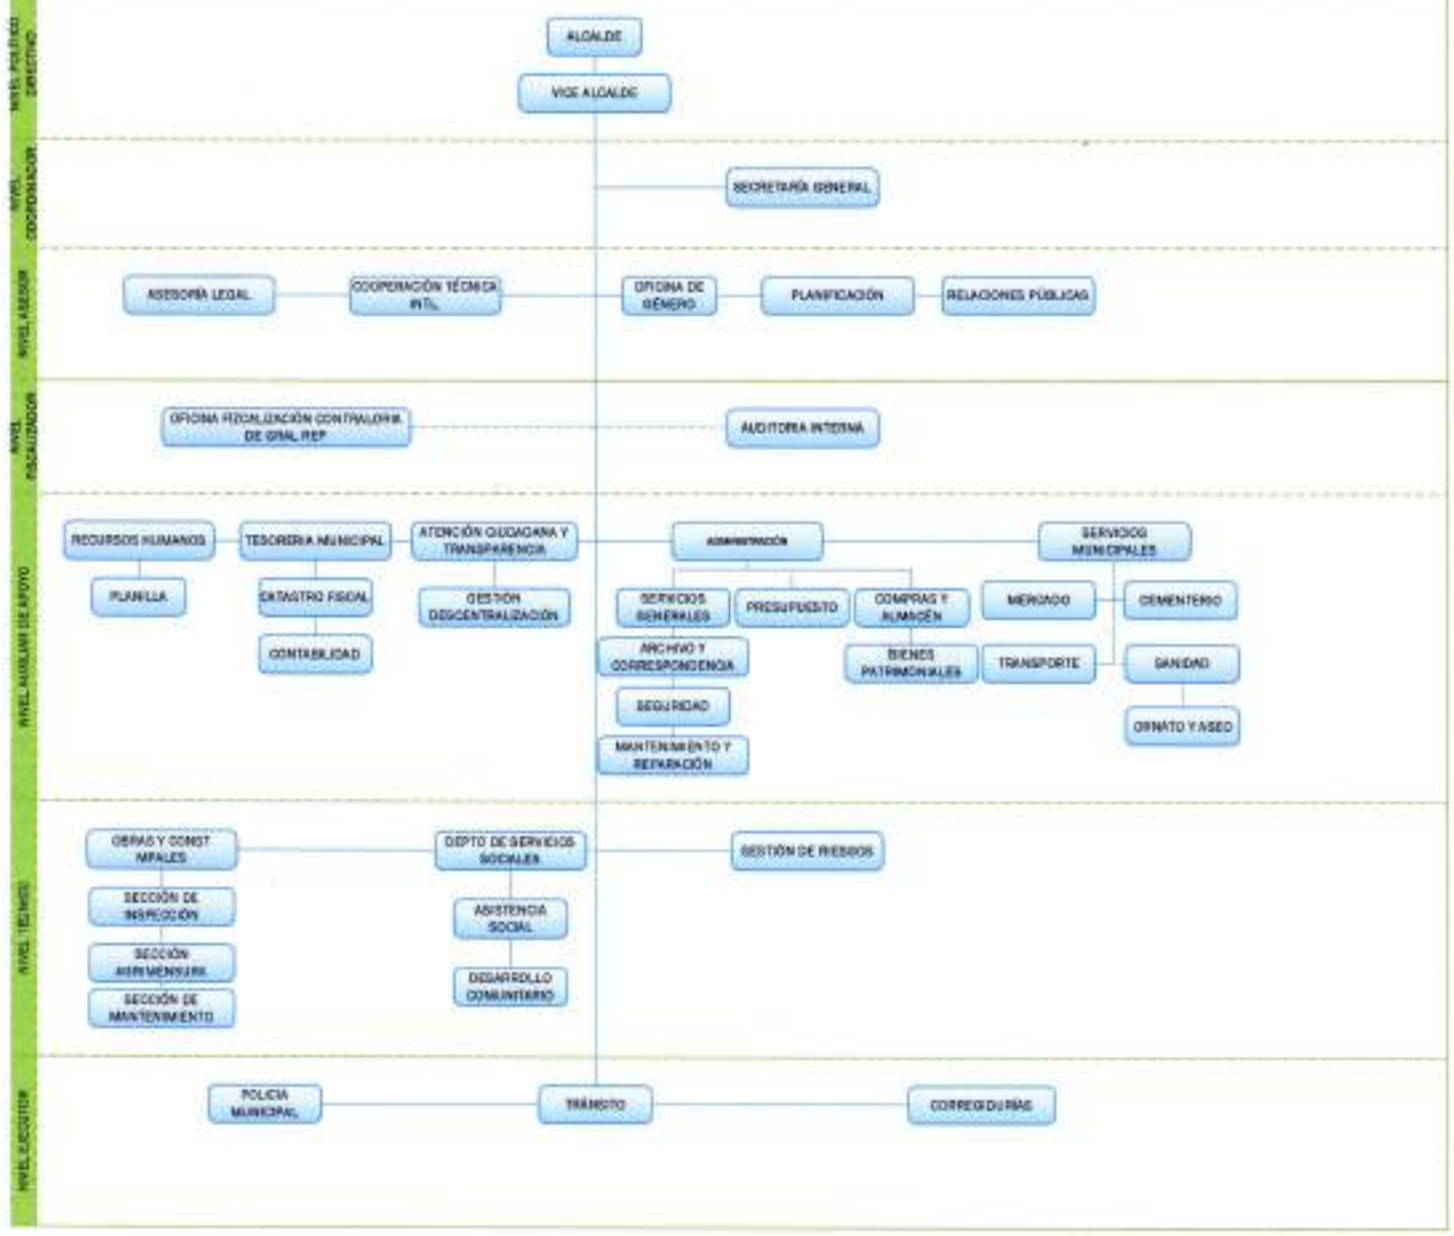 NIVEL POLÍTICO
DIRECTIVO
ALCALDE
VICE ALCALDE
NIVEL
COORDINADOR
SECRETARÍA GENERAL
NIVEL ASESOR
ASESORÍA LEGAL
COOPERACIÓN TÉCNICA
INTL.
OFICINA DE
GÉNERO
PLANIFICACIÓN
RELACIONES PÚBLICAS
NIVEL
FISCALIZADOR
OFICINA FIZCALIZACIÓN CONTRALORIA
DE GRAL REP
AUDITORIA INTERNA
NIVEL AUXILIAR DE APOYO
RECURSOS HUMANOS
TESORERIA MUNICIPAL
ATENCIÓN CIUDADANA Y
TRANSPARENCIA
ADMINISTRACIÓN
SERVICIOS
MUNICIPALES
PLANILLA
CATASTRO FISCAL
GESTIÓN
DESCENTRALIZACIÓN
SERVICIOS
GENERALES
PRESUPUESTO
COMPRAS Y
ALMACÉN
MERCADO
CEMENTERIO
CONTABILIDAD
ARCHIVO Y
CORRESPONDENCIA
BIENES
PATRIMONIALES
TRANSPORTE
SANIDAD
SEGURIDAD
ORNATO Y ASEO
MANTENIMIENTO Y
REPARACIÓN
NIVEL TÉCNICO
OBRAS Y CONST
MPALES
DEPTO DE SERVICIOS
SOCIALES
GESTIÓN DE RIESGOS
SECCIÓN DE
INSPECCIÓN
ASISTENCIA
SOCIAL
SECCIÓN
AGRIMENSURA
DESARROLLO
COMUNITARIO
SECCIÓN DE
MANTENIMIENTO
NIVEL EJECUTOR
POLICIA
MUNICIPAL
TRÁNSITO
CORREGIDURÍAS